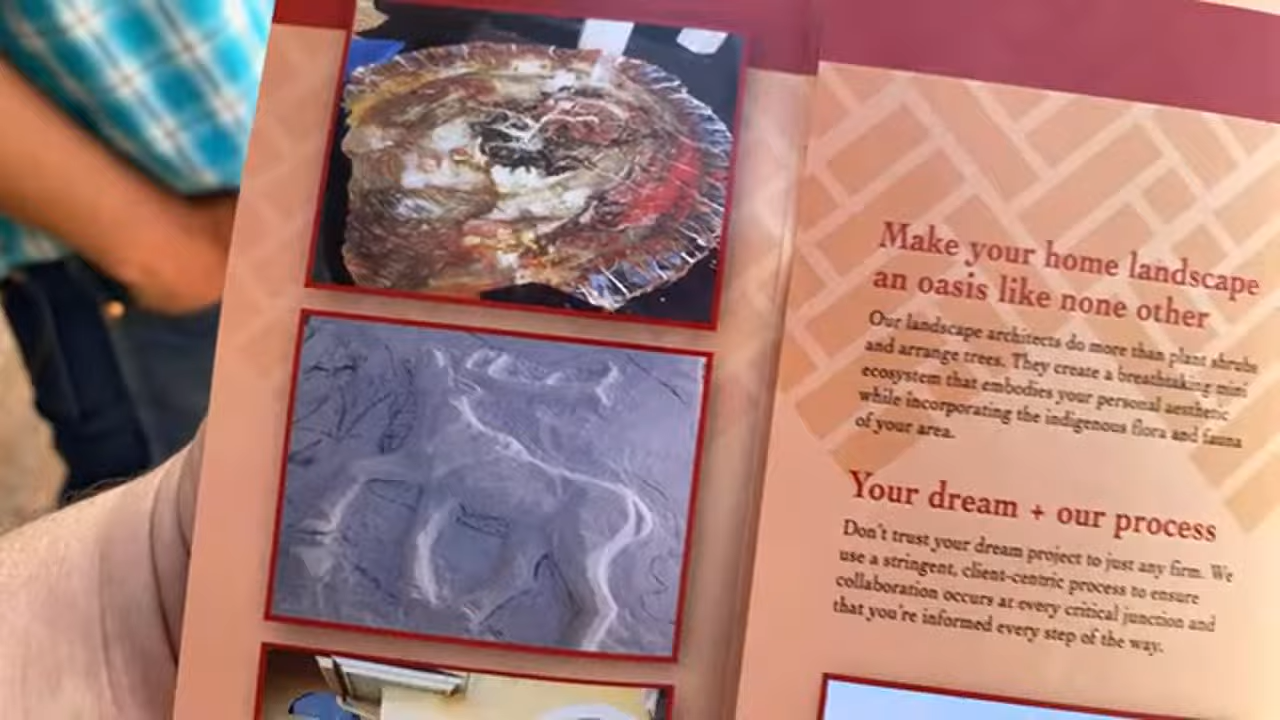 Make your home landscape
an oasis like none other
Our landscape architects do more than plant shrubs
and arrange trees. They create a breathtaking mini
ecosystem that embodies your personal aesthetic
while incorporating the indigenous flora and fauna
of your area.
Your dream + our process
Don't trust your dream project to just any firm. We
use a stringent, client-centric process to ensure
collaboration occurs at every critical junction and
that you're informed every step of the way.